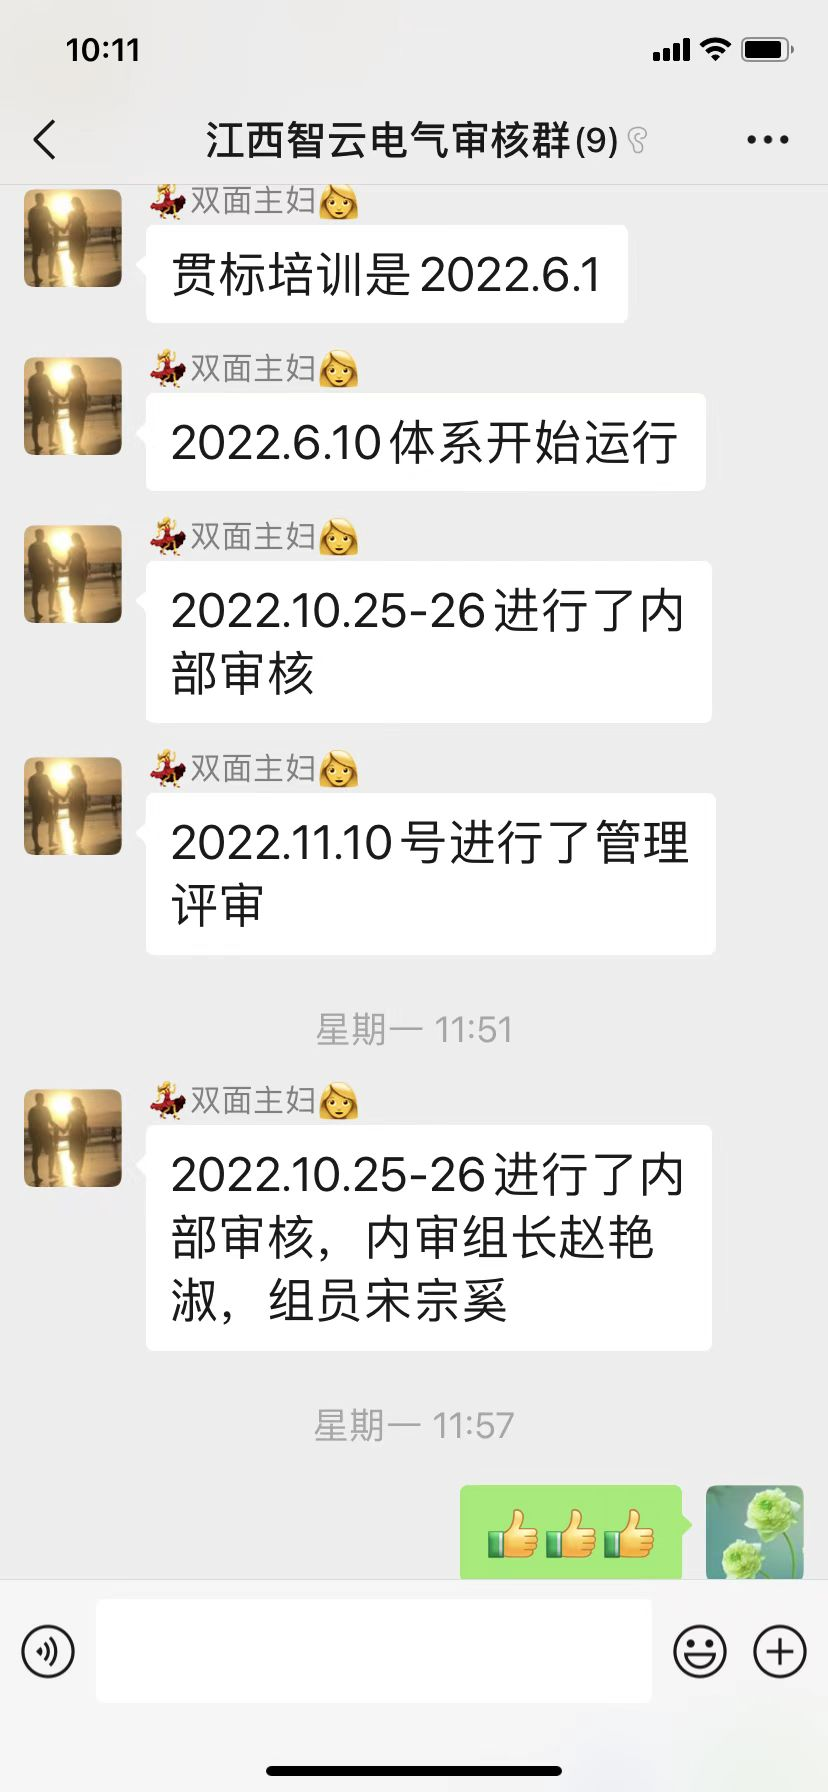 10:11
江西智云电气审核群(9)
💃双面主妇👩
贯标培训是2022.6.1
💃双面主妇👩
2022.6.10体系开始运行
💃双面主妇👩
2022.10.25-26进行了内
部审核
💃双面主妇👩
2022.11.10号进行了管理
评审
星期一 11:51
💃双面主妇👩
2022.10.25-26进行了内
部审核，内审组长赵艳
淑，组员宋宗奚
星期一 11:57
👍👍👍